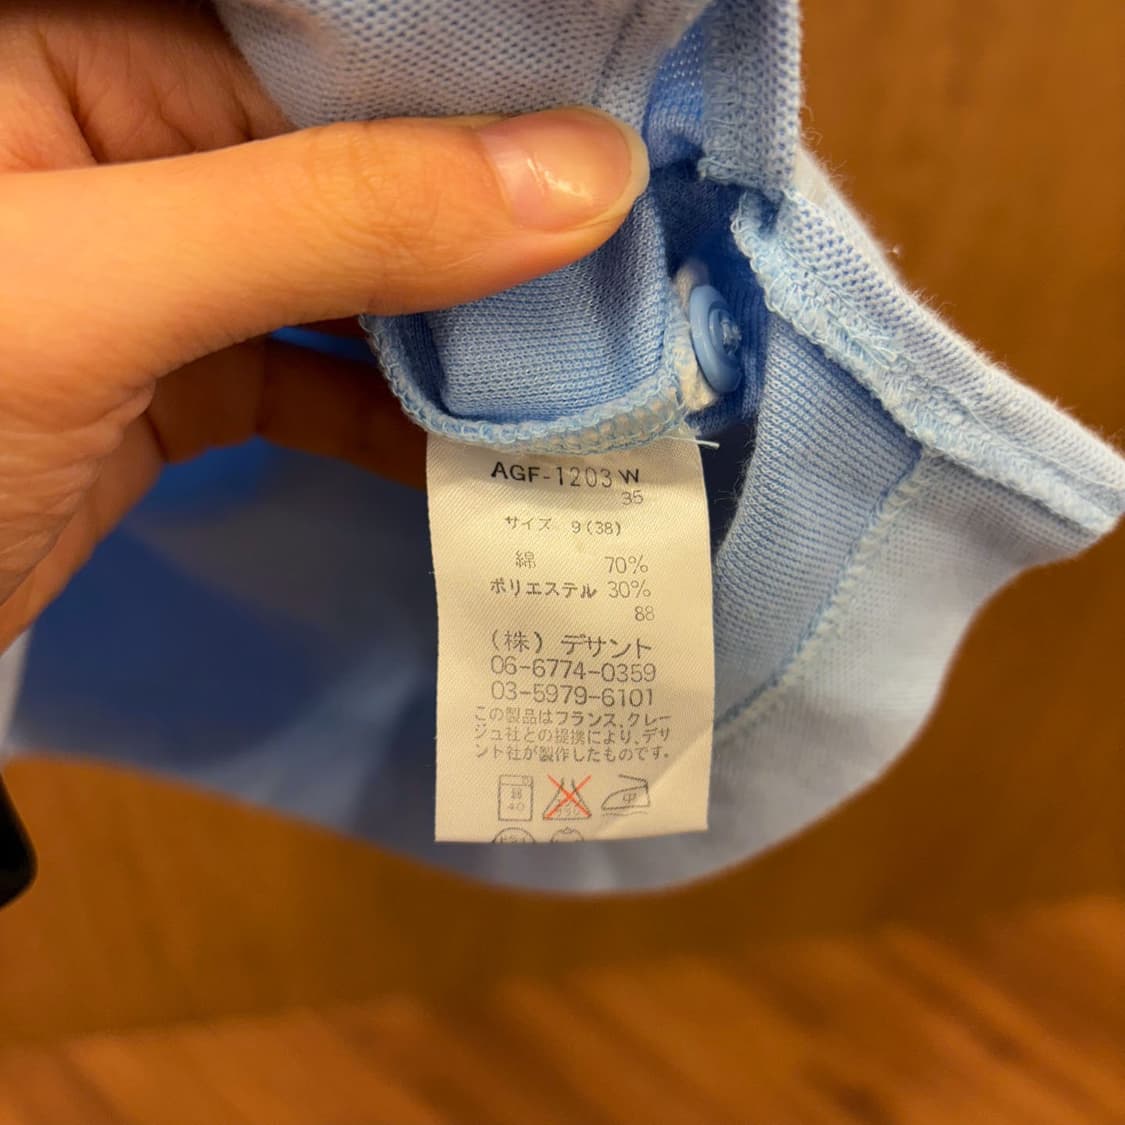 AGF-1203W
35
サイズ 9(38)
綿 70%
ポリエステル 30%
88
(株)デサント
06-6774-0359
03-5979-6101
この製品はフランス、クレー
ジュ社との提携により、デサ
ント社が製作したものです。
40 中